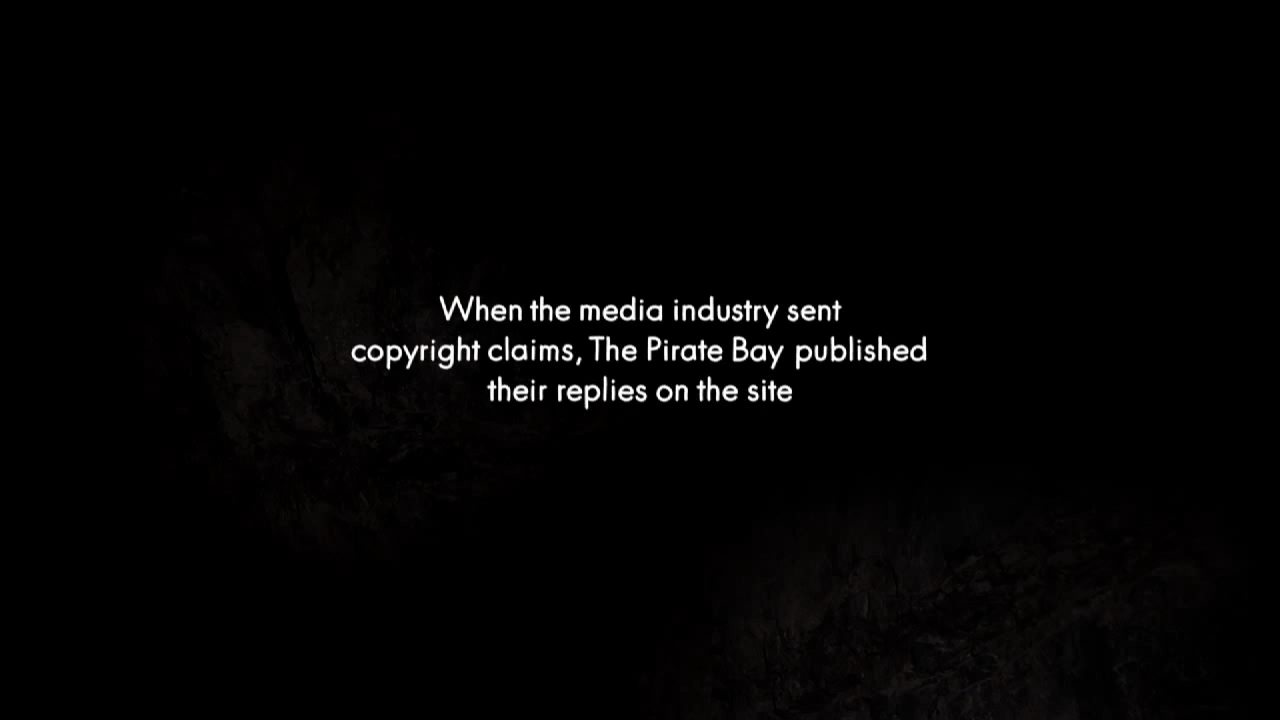 When the media industry sent
copyright claims, The Pirate Bay published
their replies on the site